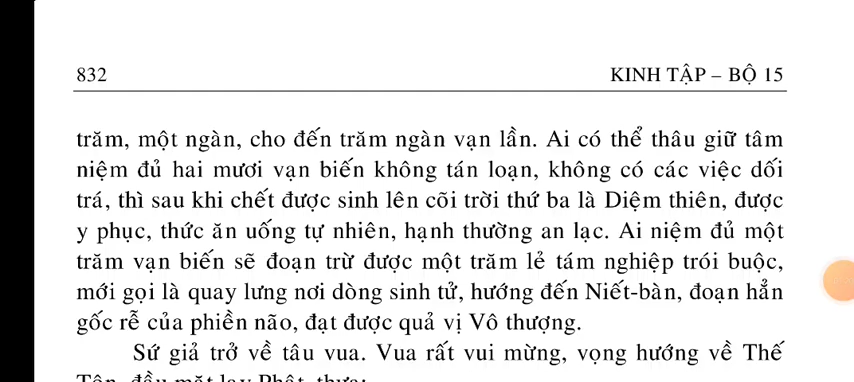 832
KINH TẬP – BỘ 15
trăm, một ngàn, cho đến trăm ngàn vạn lần. Ai có thể thâu giữ tâm
niệm đủ hai mươi vạn biến không tán loạn, không có các việc dối
trá, thì sau khi chết được sinh lên cõi trời thứ ba là Diệm thiên, được
y phục, thức ăn uống tự nhiên, hạnh thường an lạc. Ai niệm đủ một
trăm vạn biến sẽ đoạn trừ được một trăm lẻ tám nghiệp trói buộc,
mới gọi là quay lưng nơi dòng sinh tử, hướng đến Niết-bàn, đoạn hẳn
gốc rễ của phiền não, đạt được quả vị Vô thượng.
Sứ giả trở về tâu vua. Vua rất vui mừng, vọng hướng về Thế
Tôn, đầu mặt lạy Phật, thưa: